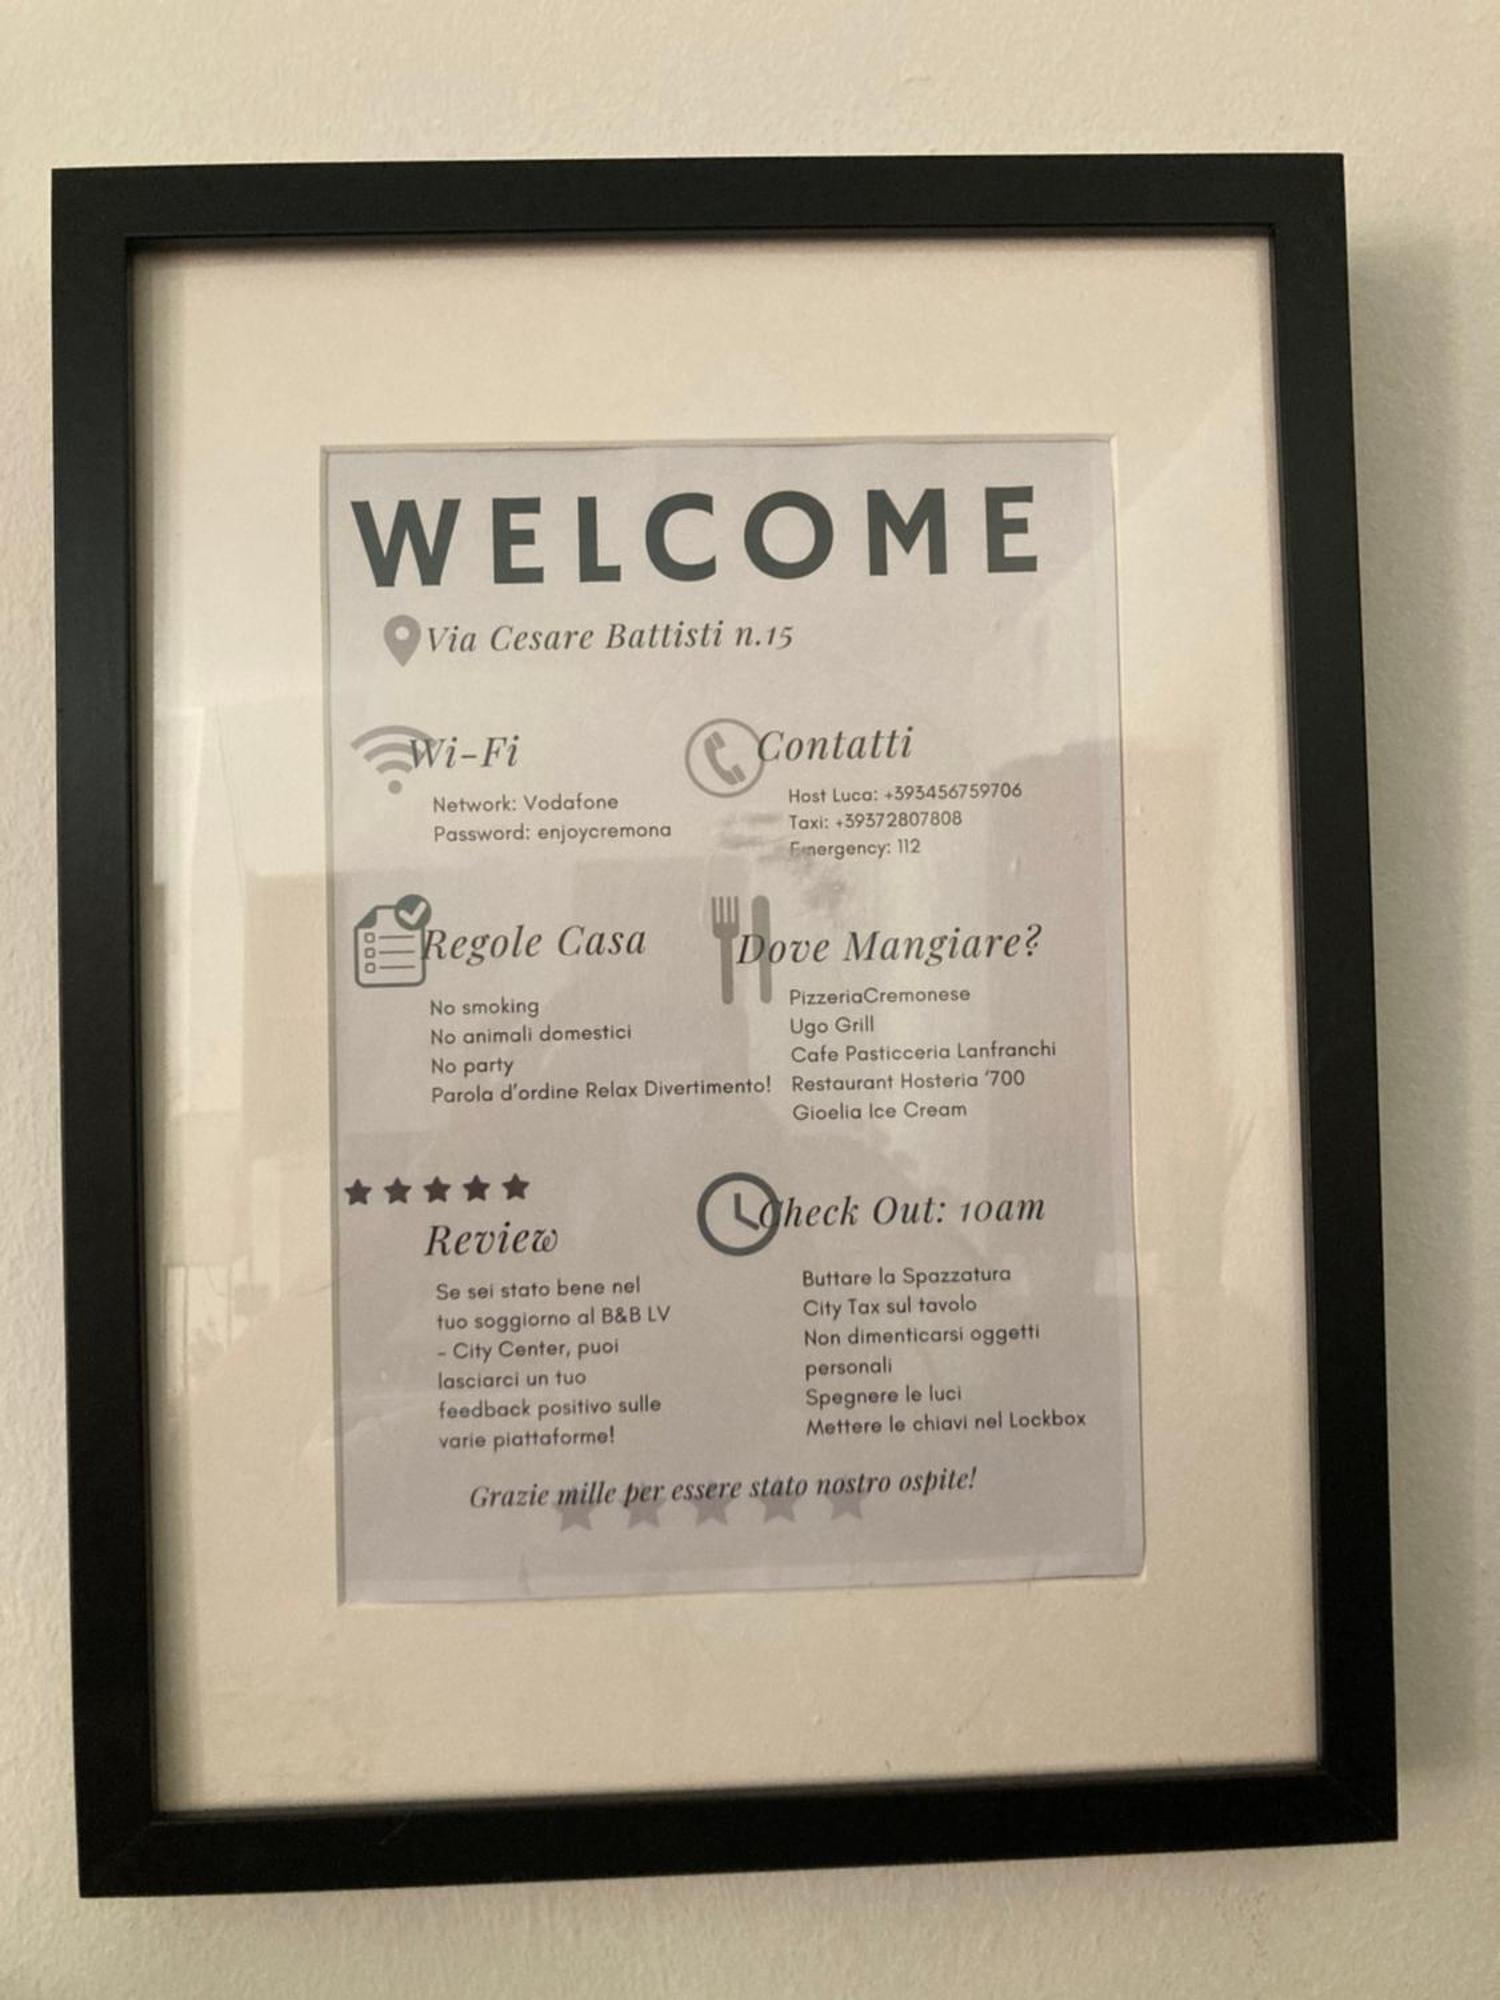 WELCOME
Via Cesare Battisti n.15
Wi-Fi
Network: Vodafone
Password: enjoycremona
Contatti
Host Luca: +393456759706
Taxi: +39372807808
Emergency: 112
Regole Casa
No smoking
No animali domestici
No party
Parola d'ordine Relax Divertimento!
Dove Mangiare?
PizzeriaCremonese
Ugo Grill
Cafe Pasticceria Lanfranchi
Restaurant Hosteria '700
Gioelia Ice Cream
Review
Se sei stato bene nel
tuo soggiorno al B&B LV
- City Center, puoi
lasciarci un tuo
feedback positivo sulle
varie piattaforme!
Check Out: 10am
Buttare la Spazzatura
City Tax sul tavolo
Non dimenticarsi oggetti
personali
Spegnere le luci
Mettere le chiavi nel Lockbox
Grazie mille per essere stato nostro ospite!